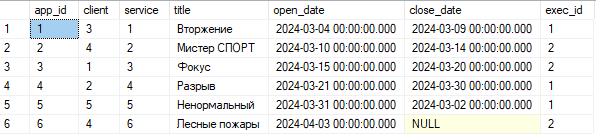 app_id client service title open_date close_date exec_id
1 1 3 1 Вторжение 2024-03-04 00:00:00.000 2024-03-09 00:00:00.000 1
2 2 4 2 Мистер СПОРТ 2024-03-10 00:00:00.000 2024-03-14 00:00:00.000 2
3 3 1 3 Фокус 2024-03-15 00:00:00.000 2024-03-20 00:00:00.000 2
4 4 2 4 Разрыв 2024-03-21 00:00:00.000 2024-03-30 00:00:00.000 1
5 5 5 5 Ненормальный 2024-03-31 00:00:00.000 2024-03-02 00:00:00.000 1
6 6 4 6 Лесные пожары 2024-04-03 00:00:00.000 NULL 2